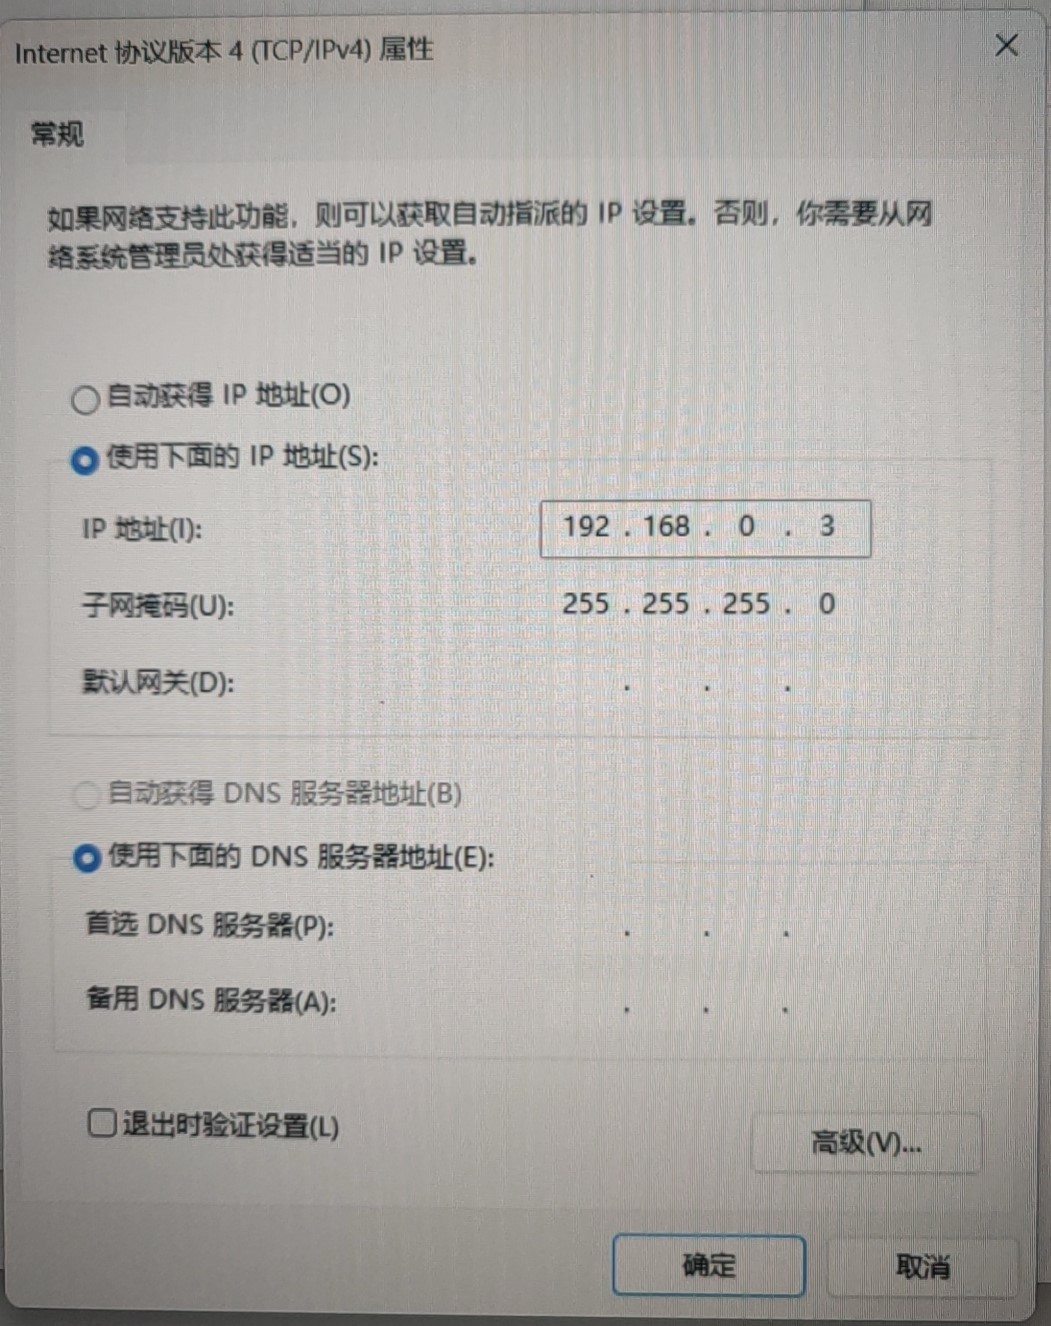 Internet 协议版本 4 (TCP/IPv4) 属性
常规
如果网络支持此功能，则可以获取自动指派的 IP 设置。否则，你需要从网
络系统管理员处获得适当的 IP 设置。
自动获得 IP 地址(O)
使用下面的 IP 地址(S):
IP 地址(I): 192 . 168 . 0 . 3
子网掩码(U): 255 . 255 . 255 . 0
默认网关(D): . . .
自动获得 DNS 服务器地址(B)
使用下面的 DNS 服务器地址(E):
首选 DNS 服务器(P): . . .
备用 DNS 服务器(A): . . .
退出时验证设置(L)
高级(V)...
确定 取消